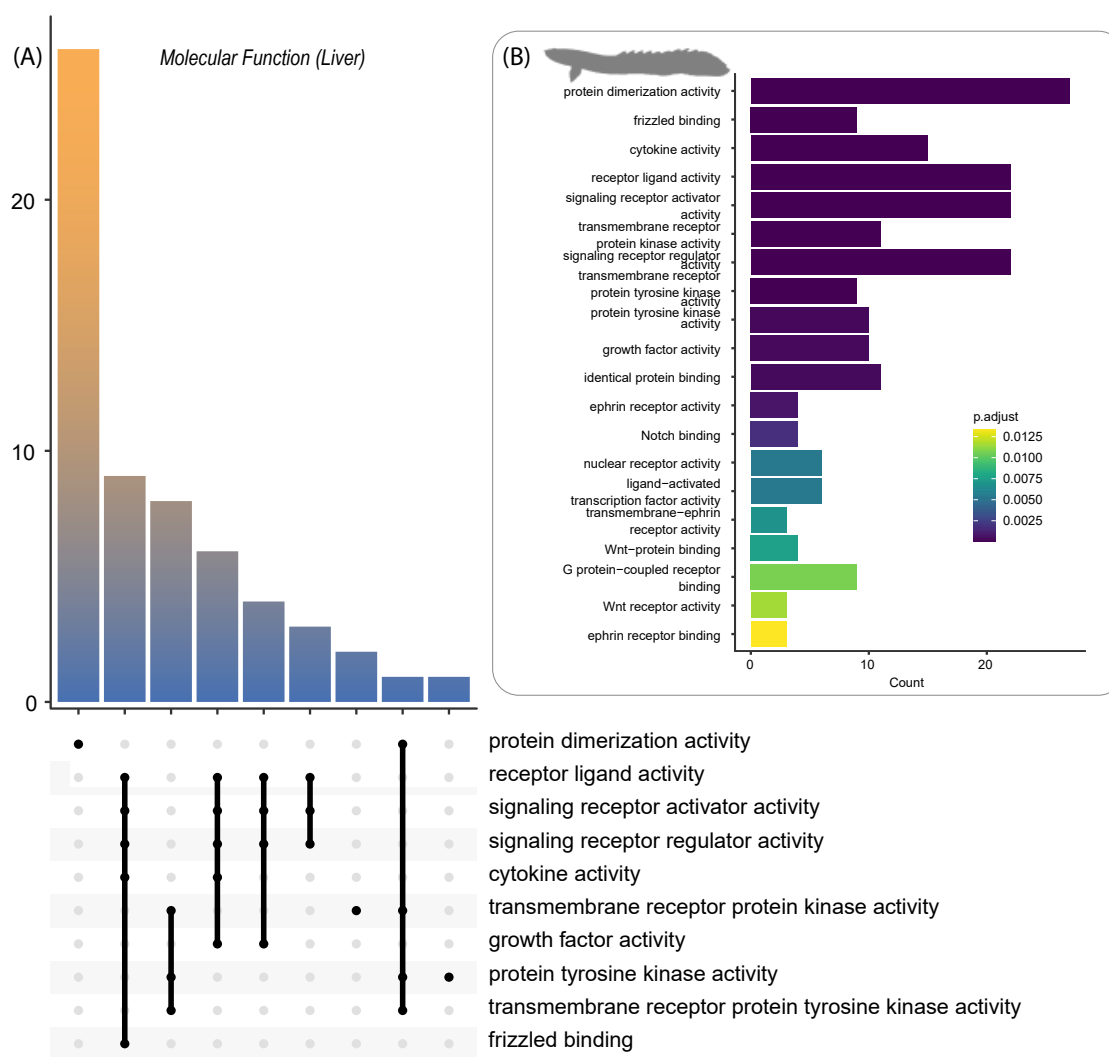 (A)
Molecular Function (Liver)
20
10
0
(B)
protein dimerization activity
frizzled binding
cytokine activity
receptor ligand activity
signaling receptor activator
activity
transmembrane receptor
protein kinase activity
signaling receptor regulator
activity
transmembrane receptor
protein tyrosine kinase
activity
protein tyrosine kinase
activity
growth factor activity
identical protein binding
ephrin receptor activity
Notch binding
nuclear receptor activity
ligand−activated
transcription factor activity
transmembrane−ephrin
receptor activity
Wnt−protein binding
G protein−coupled receptor
binding
Wnt receptor activity
ephrin receptor binding
0 10 20
Count
p.adjust
0.0125
0.0100
0.0075
0.0050
0.0025
protein dimerization activity
receptor ligand activity
signaling receptor activator activity
signaling receptor regulator activity
cytokine activity
transmembrane receptor protein kinase activity
growth factor activity
protein tyrosine kinase activity
transmembrane receptor protein tyrosine kinase activity
frizzled binding